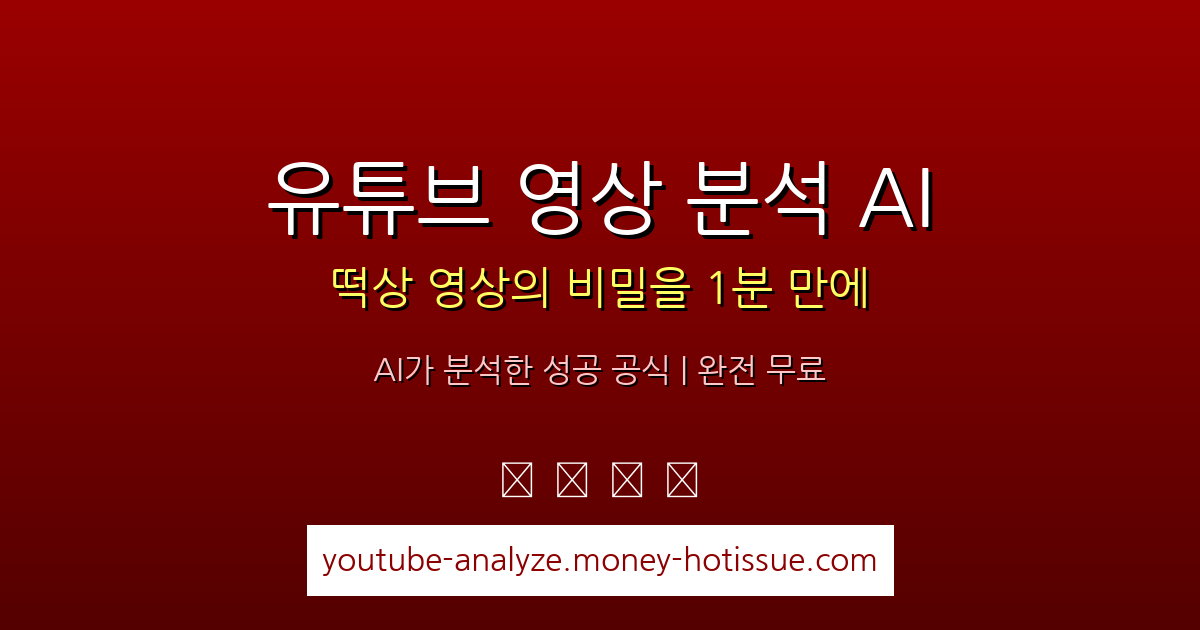 유튜브 영상 분석 AI
떡상 영상의 비밀을 1분 만에
AI가 분석한 성공 공식 | 완전 무료
youtube-analyze.money-hotissue.com